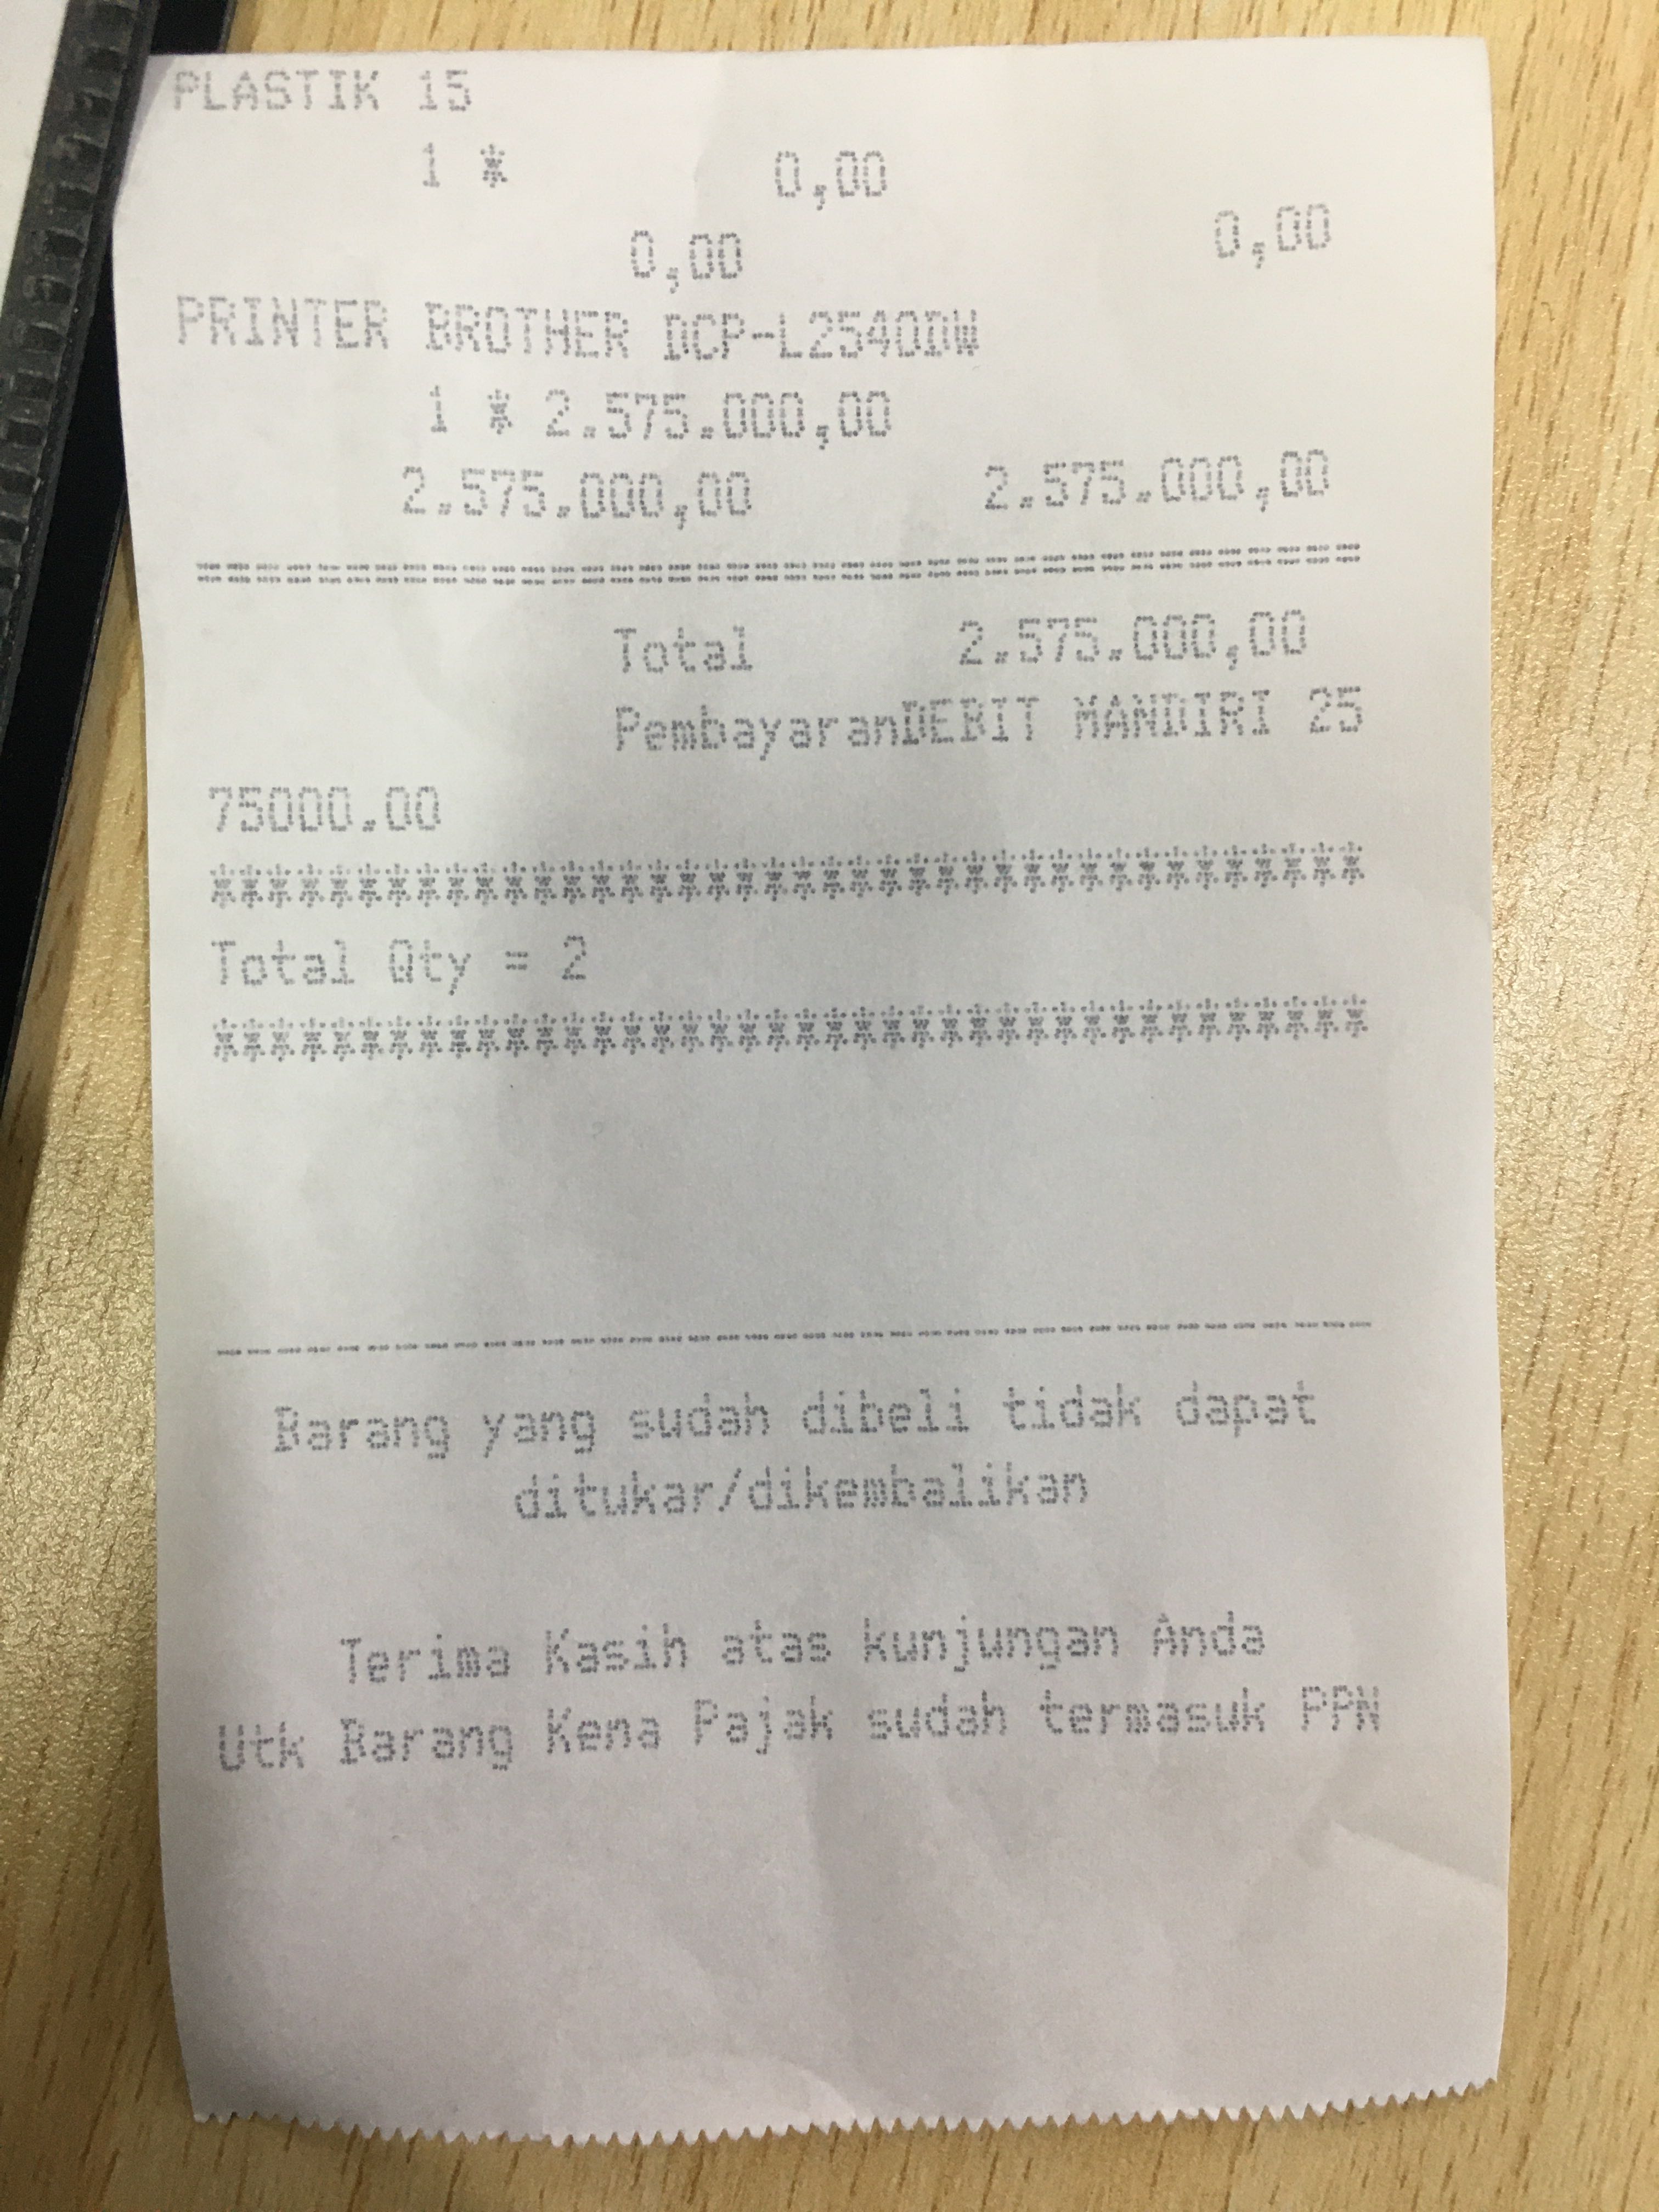 PLASTIK 15
1 * 0,00
0,00 0,00
PRINTER BROTHER DCP-L2540DW
1 * 2.575.000,00
2.575.000,00 2.575.000,00
========================================
Total 2.575.000,00
PembayaranDEBIT MANDIRI 25
75000.00
****************************************
Total Qty = 2
****************************************
----------------------------------------
Barang yang sudah dibeli tidak dapat
ditukar/dikembalikan
Terima Kasih atas kunjungan Anda
Utk Barang Kena Pajak sudah termasuk PPN